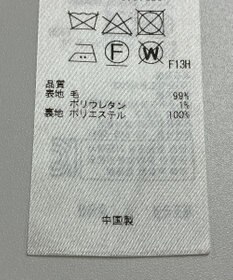 F
W
F13H
品質
表地 毛 99%
ポリウレタン 1%
裏地 ポリエステル 100%
中国製